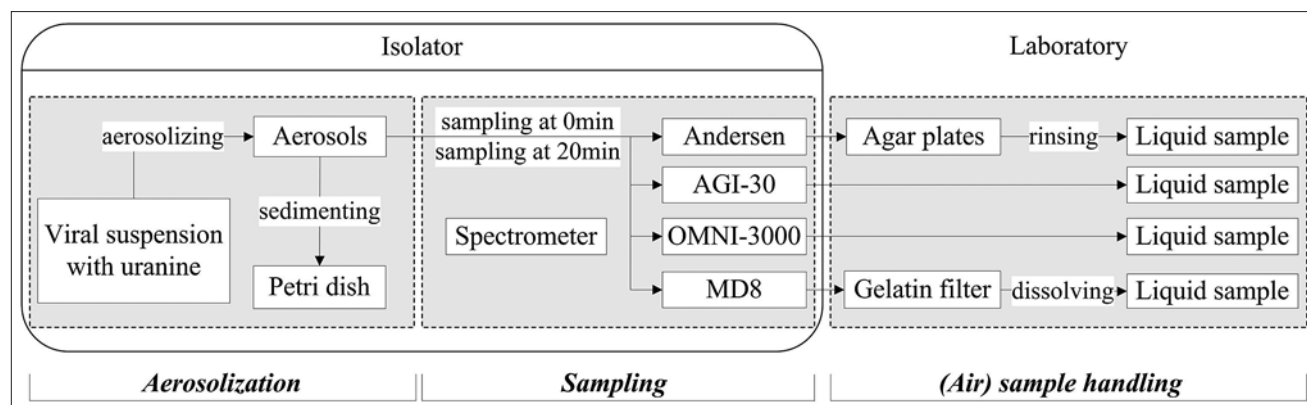 Isolator
Laboratory
aerosolizing
Aerosols
sampling at 0min
sampling at 20min
Andersen
Agar plates
rinsing
Liquid sample
AGI-30
Liquid sample
sedimenting
Viral suspension
with uranine
Spectrometer
OMNI-3000
Liquid sample
Petri dish
MD8
Gelatin filter
dissolving
Liquid sample
Aerosolization
Sampling
(Air) sample handling